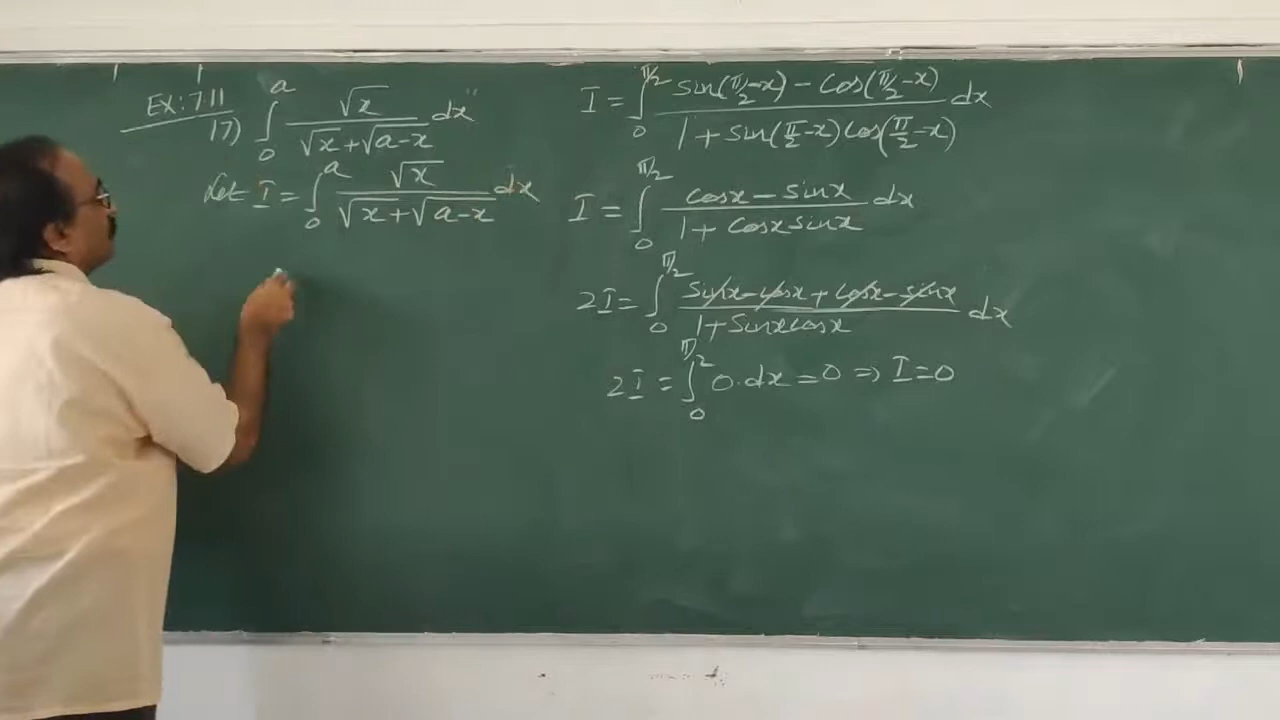 Ex: 7.11
17) ∫₀ᵃ √x / (√x + √(a-x)) dx
Let I = ∫₀ᵃ √x / (√x + √(a-x)) dx
I = ∫₀^(π/2) (sin(π/2 - x) - cos(π/2 - x)) / (1 + sin(π/2 - x) cos(π/2 - x)) dx
I = ∫₀^(π/2) (cosx - sinx) / (1 + cosx sinx) dx
2I = ∫₀^(π/2) (sinx - cosx + cosx - sinx) / (1 + sinx cosx) dx
2I = ∫₀^(π/2) 0·dx = 0 ⇒ I = 0